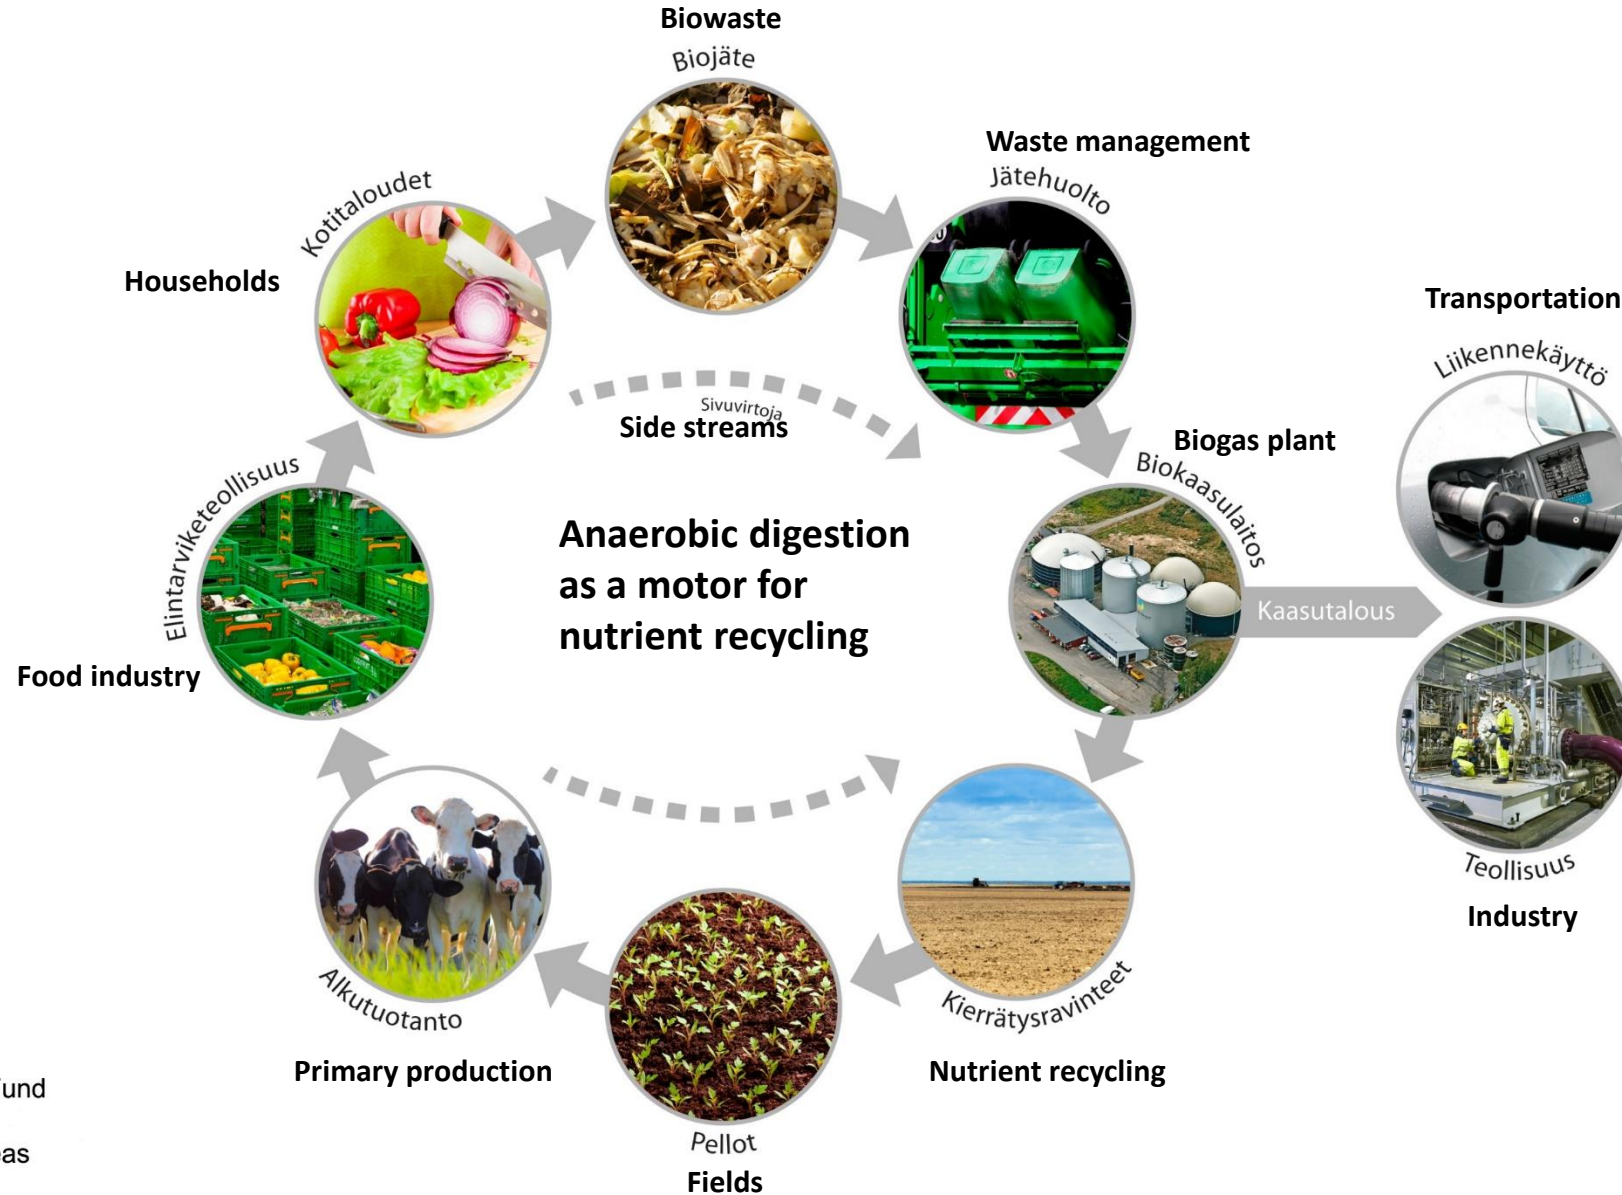 Biowaste
Biojäte
Waste management
Jätehuolto
Kotitaloudet
Households
Transportation
Liikennekäyttö
Sivuvirtoja
Side streams
Biogas plant
Biokaasulaitos
Elintarviketeollisuus
Food industry
Anaerobic digestion
as a motor for
nutrient recycling
Kaasutalous
Teollisuus
Industry
Alkutuotanto
Primary production
Kierrätysravinteet
Nutrient recycling
Pellot
Fields